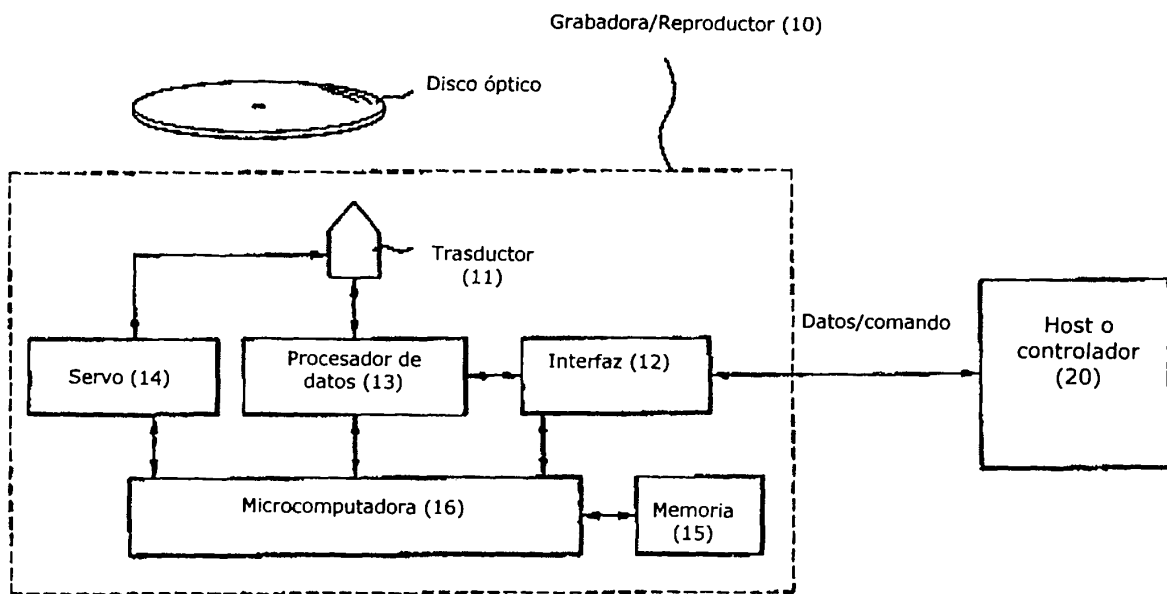 Grabadora/Reproductor (10)
Disco óptico
Trasductor
(11)
Datos/comando
Host o
controlador
(20)
Servo (14)
Procesador de
datos (13)
Interfaz (12)
Microcomputadora (16)
Memoria
(15)